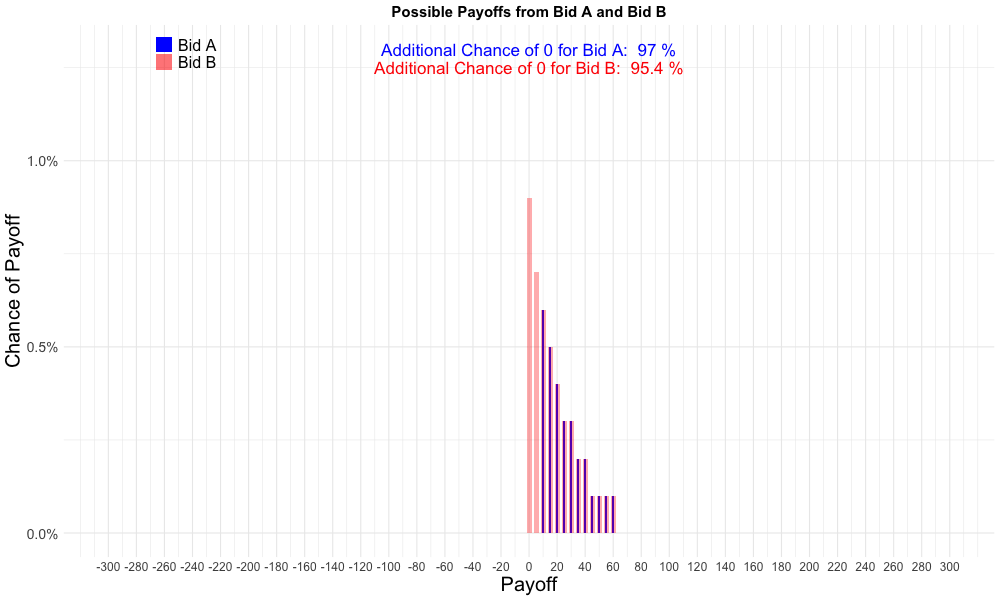 Possible Payoffs from Bid A and Bid B
Bid A
Bid B
Additional Chance of 0 for Bid A:  97 %
Additional Chance of 0 for Bid B:  95.4 %
Chance of Payoff
1.0%
0.5%
0.0%
-300 -280 -260 -240 -220 -200 -180 -160 -140 -120 -100 -80 -60 -40 -20 0 20 40 60 80 100 120 140 160 180 200 220 240 260 280 300
Payoff